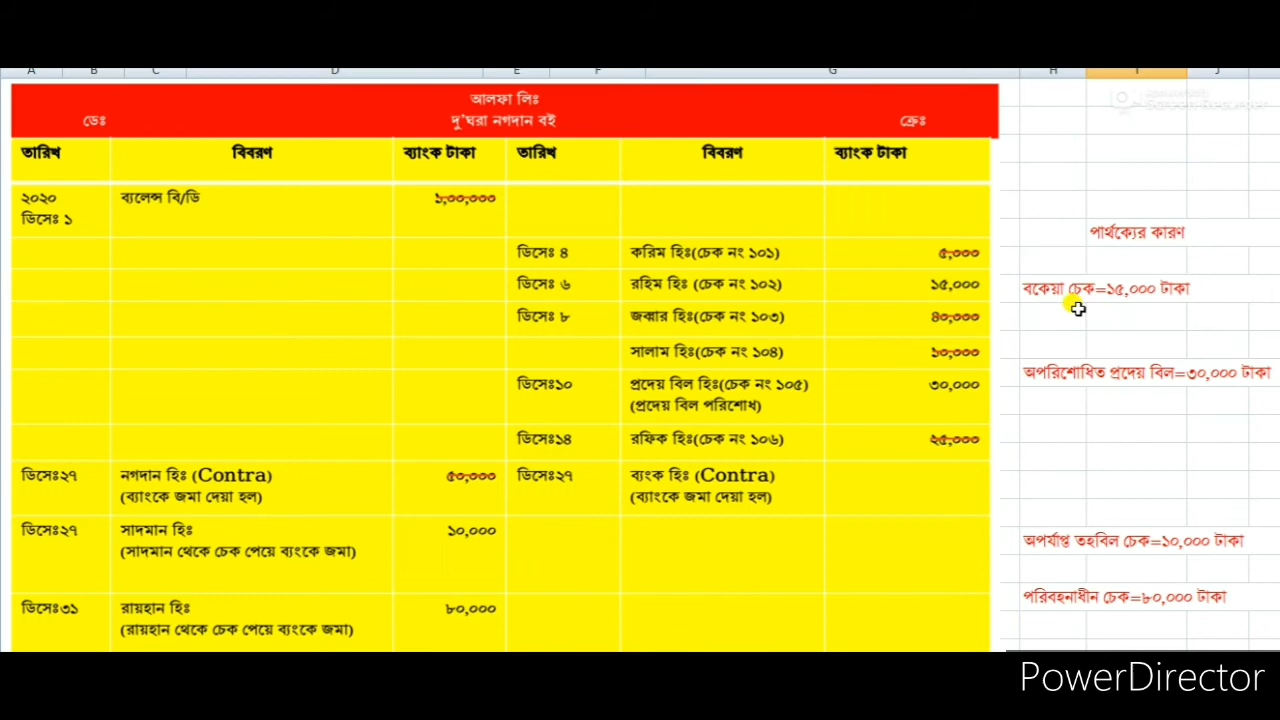 A B C D E F G H I J
আলফা লিঃ
ডেঃ দু'ঘরা নগদান বই ক্রেঃ
তারিখ বিবরণ ব্যাংক টাকা তারিখ বিবরণ ব্যাংক টাকা
২০২০ ব্যলেন্স বি/ডি ১,০০,০০০
ডিসেঃ ১
পার্থক্যের কারণ
ডিসেঃ ৪ করিম হিঃ(চেক নং ১০১) ৫,০০০
ডিসেঃ ৬ রহিম হিঃ (চেক নং ১০২) ১৫,০০০ বকেয়া চেক=১৫,০০০ টাকা
ডিসেঃ ৮ জব্বার হিঃ(চেক নং ১০৩) ৪০,০০০
সালাম হিঃ(চেক নং ১০৪) ১০,০০০
ডিসেঃ১০ প্রদেয় বিল হিঃ(চেক নং ১০৫) ৩০,০০০ অপরিশোধিত প্রদেয় বিল=৩০,০০০ টাকা
(প্রদেয় বিল পরিশোধ)
ডিসেঃ১৪ রফিক হিঃ(চেক নং ১০৬) ২৫,০০০
ডিসেঃ২৭ নগদান হিঃ (Contra) ৫০,০০০ ডিসেঃ২৭ ব্যংক হিঃ (Contra)
(ব্যাংকে জমা দেয়া হল) (ব্যাংকে জমা দেয়া হল)
ডিসেঃ২৭ সাদমান হিঃ ১০,০০০ অপর্যাপ্ত তহবিল চেক=১০,০০০ টাকা
(সাদমান থেকে চেক পেয়ে ব্যংকে জমা)
ডিসেঃ৩১ রায়হান হিঃ ৮০,০০০ পরিবহনাধীন চেক=৮০,০০০ টাকা
(রায়হান থেকে চেক পেয়ে ব্যংকে জমা)
PowerDirector